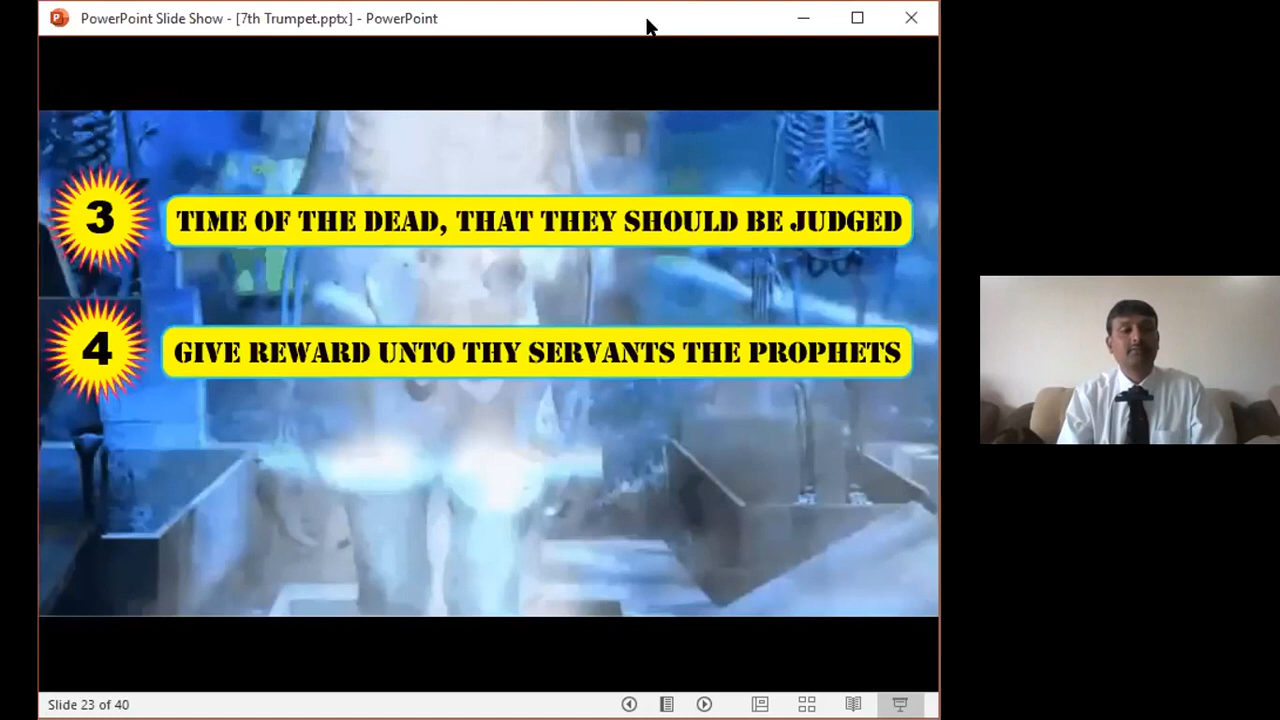 PowerPoint Slide Show - [7th Trumpet.pptx] - PowerPoint
3
TIME OF THE DEAD, THAT THEY SHOULD BE JUDGED
4
GIVE REWARD UNTO THY SERVANTS THE PROPHETS
Slide 23 of 40